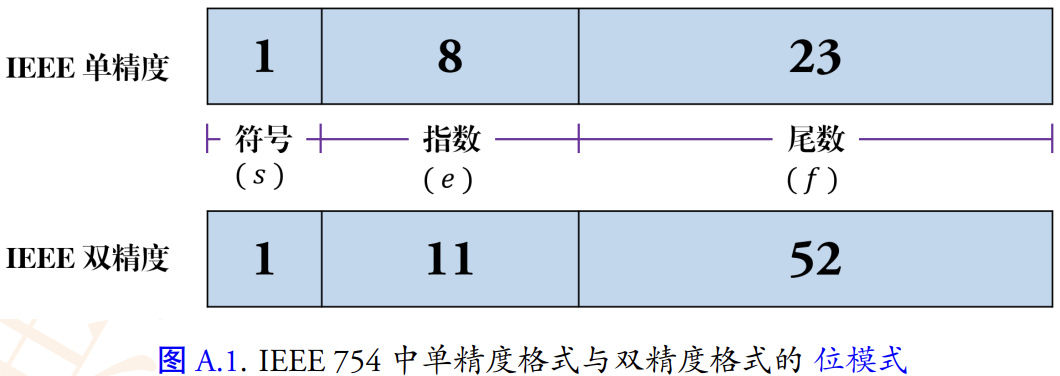 IEEE 单精度 1 8 23
符号 指数 尾数
(s) (e) (f)
IEEE 双精度 1 11 52
图 A.1. IEEE 754 中单精度格式与双精度格式的 位模式